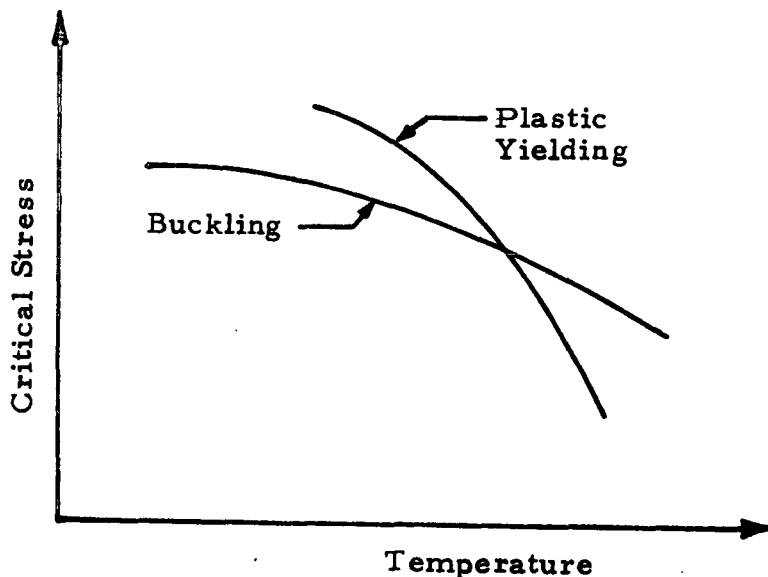 Plastic
Yielding
Buckling
Critical Stress
Temperature